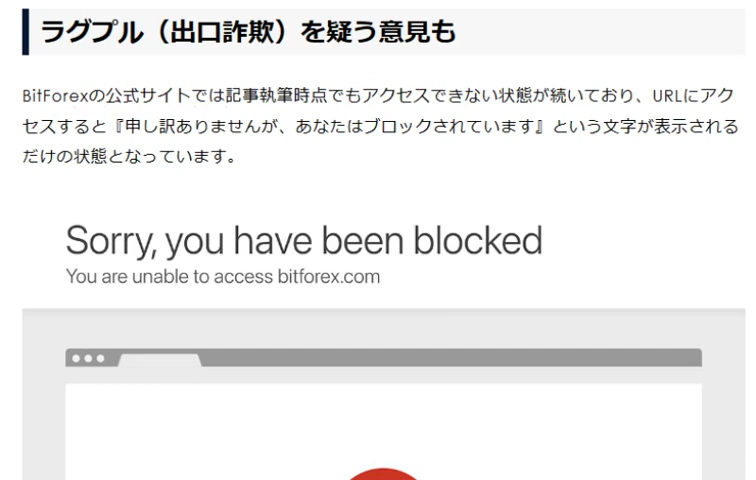 ラグプル（出口詐欺）を疑う意見も
BitForexの公式サイトでは記事執筆時点でもアクセスできない状態が続いており、URLにアク
セスすると『申し訳ありませんが、あなたはブロックされています』という文字が表示される
だけの状態となっています。
Sorry, you have been blocked
You are unable to access bitforex.com